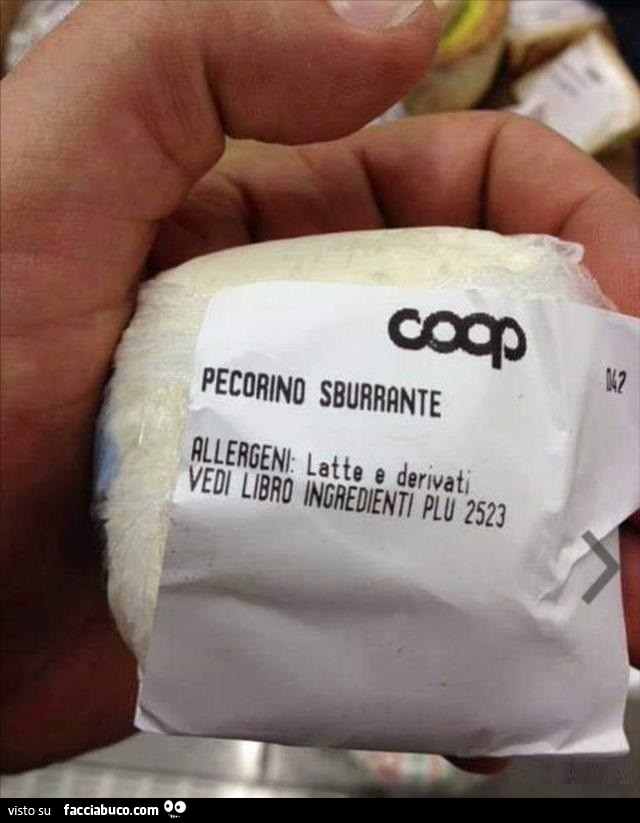 coop
042
PECORINO SBURRANTE
ALLERGENI: Latte e derivati
VEDI LIBRO INGREDIENTI PLU 2523
visto su facciabuco.com